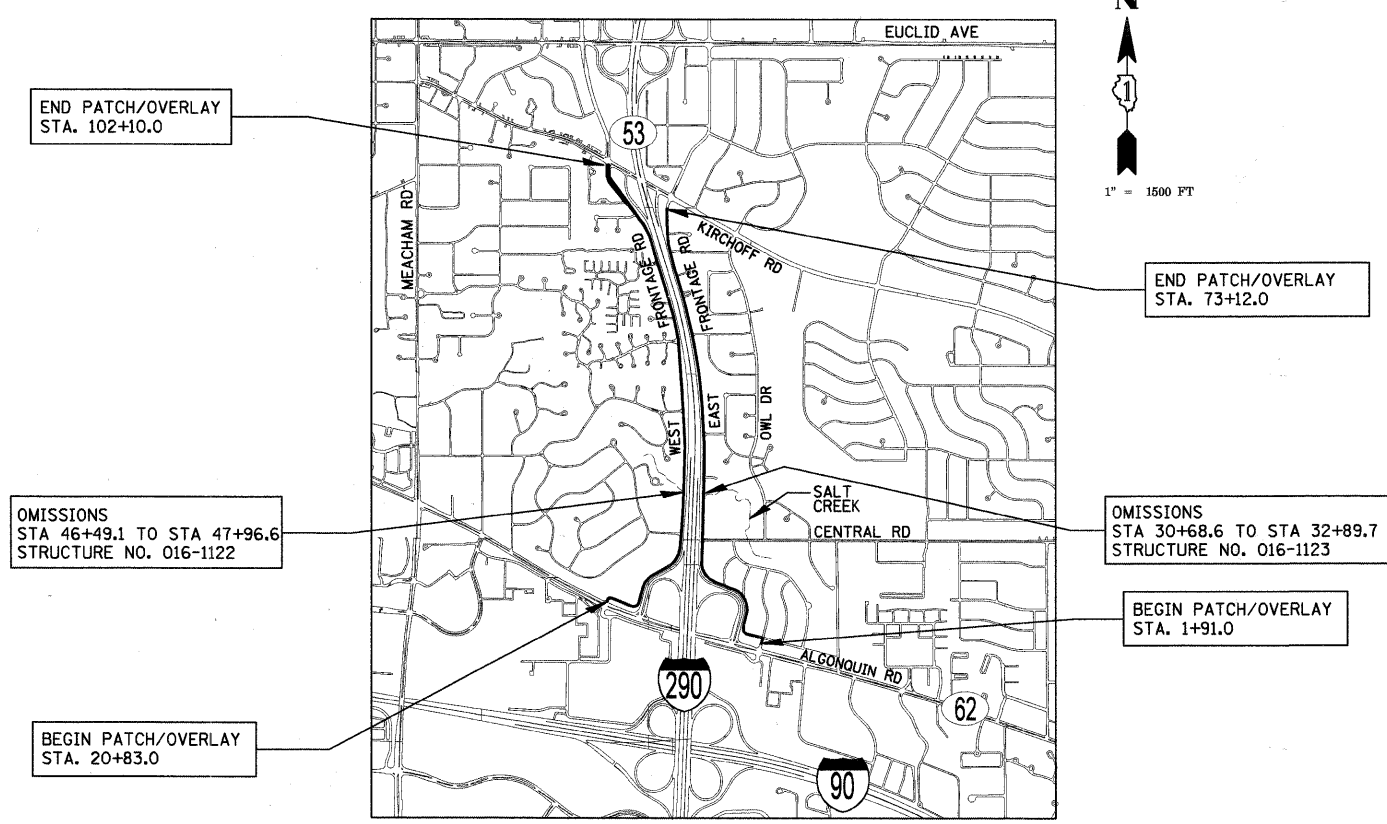 N
1
1" = 1500 FT
EUCLID AVE
END PATCH/OVERLAY
STA. 102+10.0
53
MEACHAM RD
KIRCHOFF RD
FRONTAGE RD
FRONTAGE RD
END PATCH/OVERLAY
STA. 73+12.0
WEST
EAST
OWL DR
OMISSIONS
STA 46+49.1 TO STA 47+96.6
STRUCTURE NO. 016-1122
SALT
CREEK
CENTRAL RD
OMISSIONS
STA 30+68.6 TO STA 32+89.7
STRUCTURE NO. 016-1123
BEGIN PATCH/OVERLAY
STA. 1+91.0
ALGONQUIN RD
290
62
BEGIN PATCH/OVERLAY
STA. 20+83.0
90